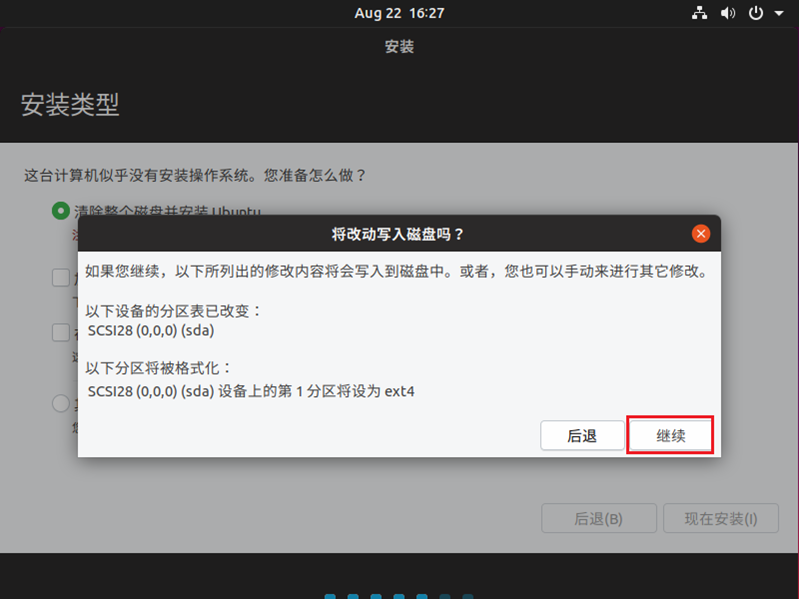 Aug 22 16:27
安装
安装类型
这台计算机似乎没有安装操作系统。您准备怎么做？
清除整个磁盘并安装 Ubuntu
将改动写入磁盘吗？
如果您继续，以下所列出的修改内容将会写入到磁盘中。或者，您也可以手动来进行其它修改。
以下设备的分区表已改变：
SCSI28 (0,0,0) (sda)
以下分区将被格式化：
SCSI28 (0,0,0) (sda) 设备上的第 1 分区将设为 ext4
后退
继续
后退(B)
现在安装(I)